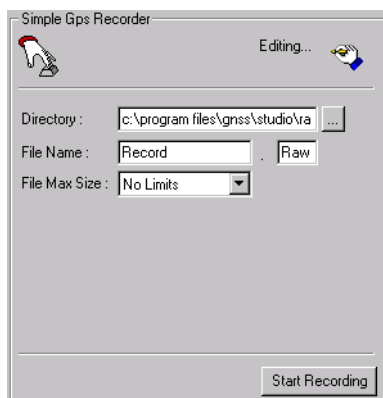 Simple Gps Recorder
Editing...
Directory : c:\program files\gnss\studio\ra ...
File Name : Record . Raw
File Max Size : No Limits
Start Recording